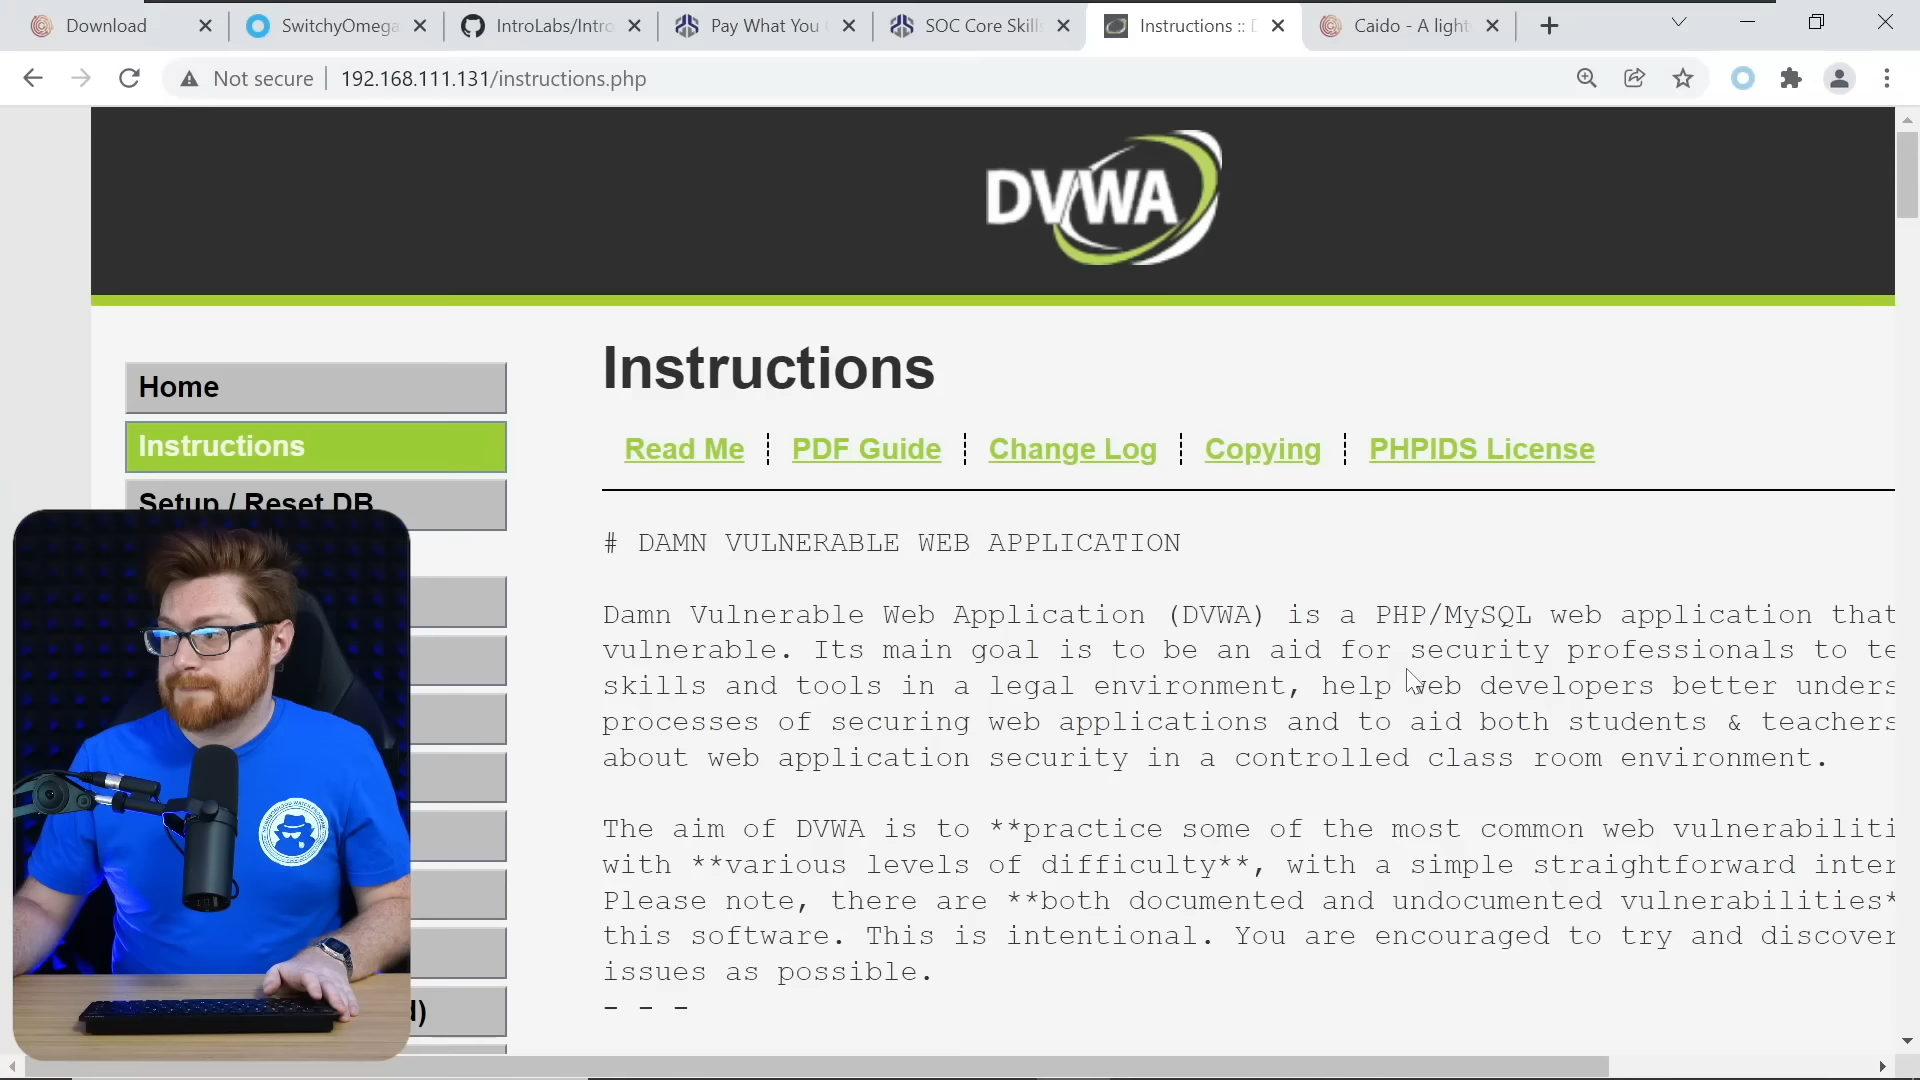 Download
SwitchyOmega
IntroLabs/Intro
Pay What You
SOC Core Skills
Instructions :: D
Caido - A light
Not secure
192.168.111.131/instructions.php
DVWA
Home
Instructions
Setup / Reset DB
d)
Instructions
Read Me
PDF Guide
Change Log
Copying
PHPIDS License
# DAMN VULNERABLE WEB APPLICATION
Damn Vulnerable Web Application (DVWA) is a PHP/MySQL web application that
vulnerable. Its main goal is to be an aid for security professionals to te
skills and tools in a legal environment, help web developers better unders
processes of securing web applications and to aid both students & teachers
about web application security in a controlled class room environment.
The aim of DVWA is to **practice some of the most common web vulnerabiliti
with **various levels of difficulty**, with a simple straightforward inter
Please note, there are **both documented and undocumented vulnerabilities*
this software. This is intentional. You are encouraged to try and discover
issues as possible.
- - -